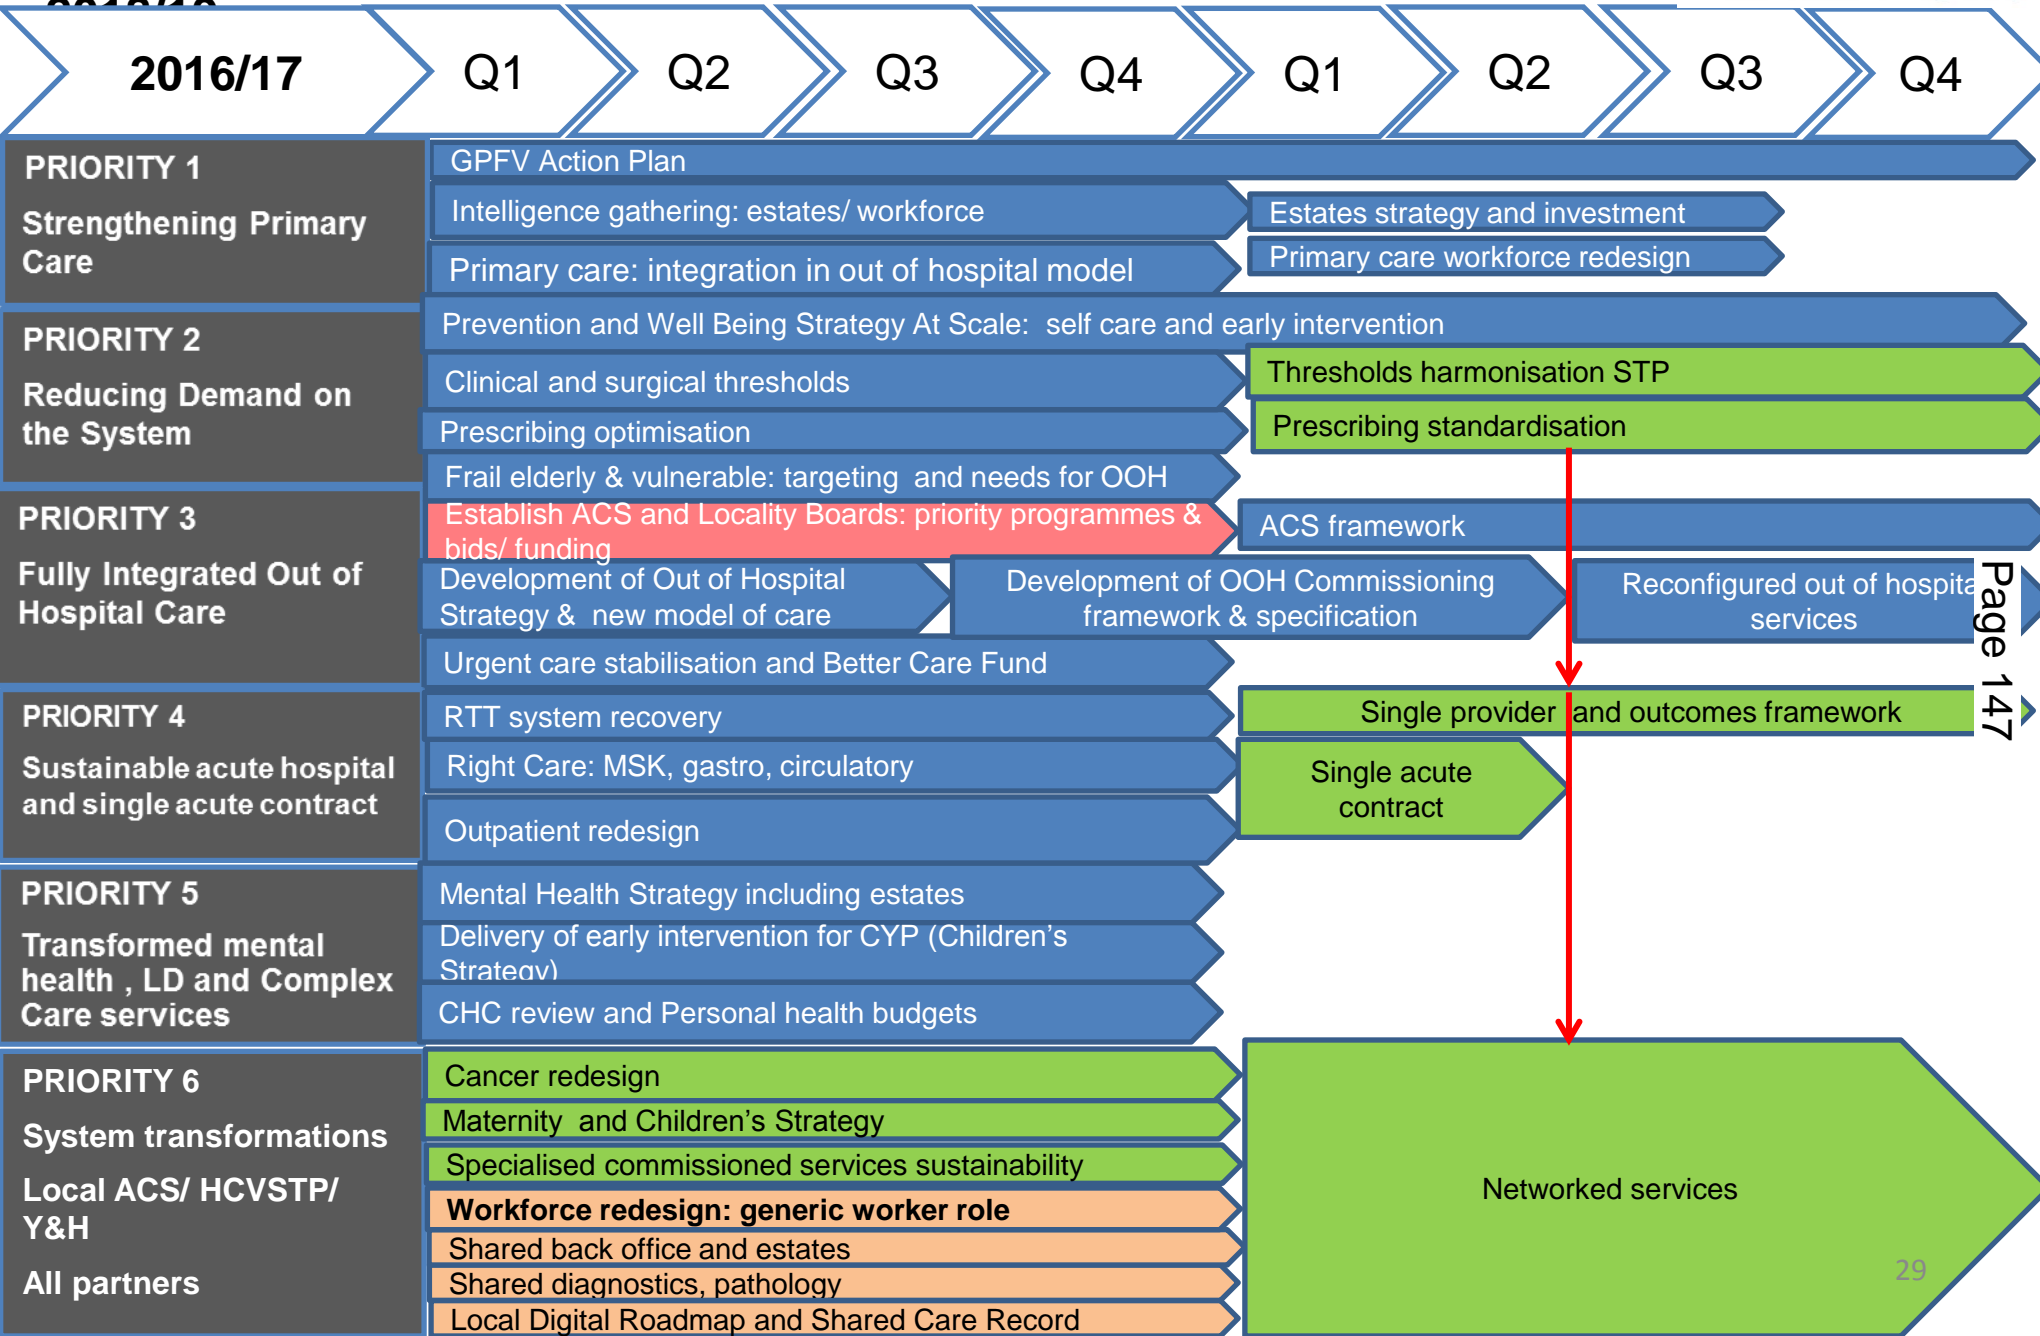 2016/17
Q1
Q2
Q3
Q4
Q1
Q2
Q3
Q4
PRIORITY 1
Strengthening Primary
Care
GPFV Action Plan
Intelligence gathering: estates/ workforce
Estates strategy and investment
Primary care: integration in out of hospital model
Primary care workforce redesign
PRIORITY 2
Reducing Demand on
the System
Prevention and Well Being Strategy At Scale: self care and early intervention
Clinical and surgical thresholds
Thresholds harmonisation STP
Prescribing optimisation
Prescribing standardisation
Frail elderly & vulnerable: targeting and needs for OOH
PRIORITY 3
Fully Integrated Out of
Hospital Care
Establish ACS and Locality Boards: priority programmes &
bids/ funding
ACS framework
Development of Out of Hospital
Strategy & new model of care
Development of OOH Commissioning
framework & specification
Reconfigured out of hospita
services
Urgent care stabilisation and Better Care Fund
Page 147
PRIORITY 4
Sustainable acute hospital
and single acute contract
RTT system recovery
Single provider and outcomes framework
Right Care: MSK, gastro, circulatory
Single acute
contract
Outpatient redesign
PRIORITY 5
Transformed mental
health , LD and Complex
Care services
Mental Health Strategy including estates
Delivery of early intervention for CYP (Children's
Strategy)
CHC review and Personal health budgets
PRIORITY 6
System transformations
Local ACS/ HCVSTP/
Y&H
All partners
Cancer redesign
Maternity and Children's Strategy
Specialised commissioned services sustainability
Workforce redesign: generic worker role
Shared back office and estates
Shared diagnostics, pathology
Local Digital Roadmap and Shared Care Record
Networked services
29